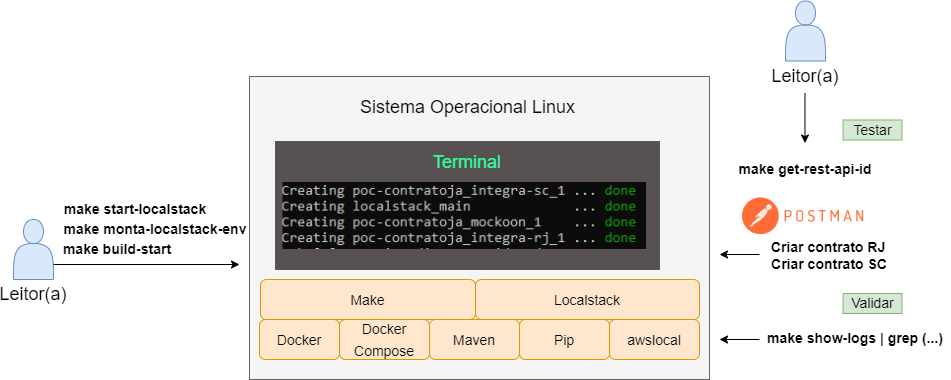 Leitor(a)
Sistema Operacional Linux
Testar
Terminal
make get-rest-api-id
Creating poc-contratoja_integra-sc_1 ... done
Creating localstack_main ... done
Creating poc-contratoja_mockoon_1 ... done
Creating poc-contratoja_integra-rj_1 ... done
POSTMAN
Criar contrato RJ
Criar contrato SC
make start-localstack
make monta-localstack-env
make build-start
Leitor(a)
Make
Localstack
Validar
Docker
Docker
Compose
Maven
Pip
awslocal
make show-logs | grep (...)